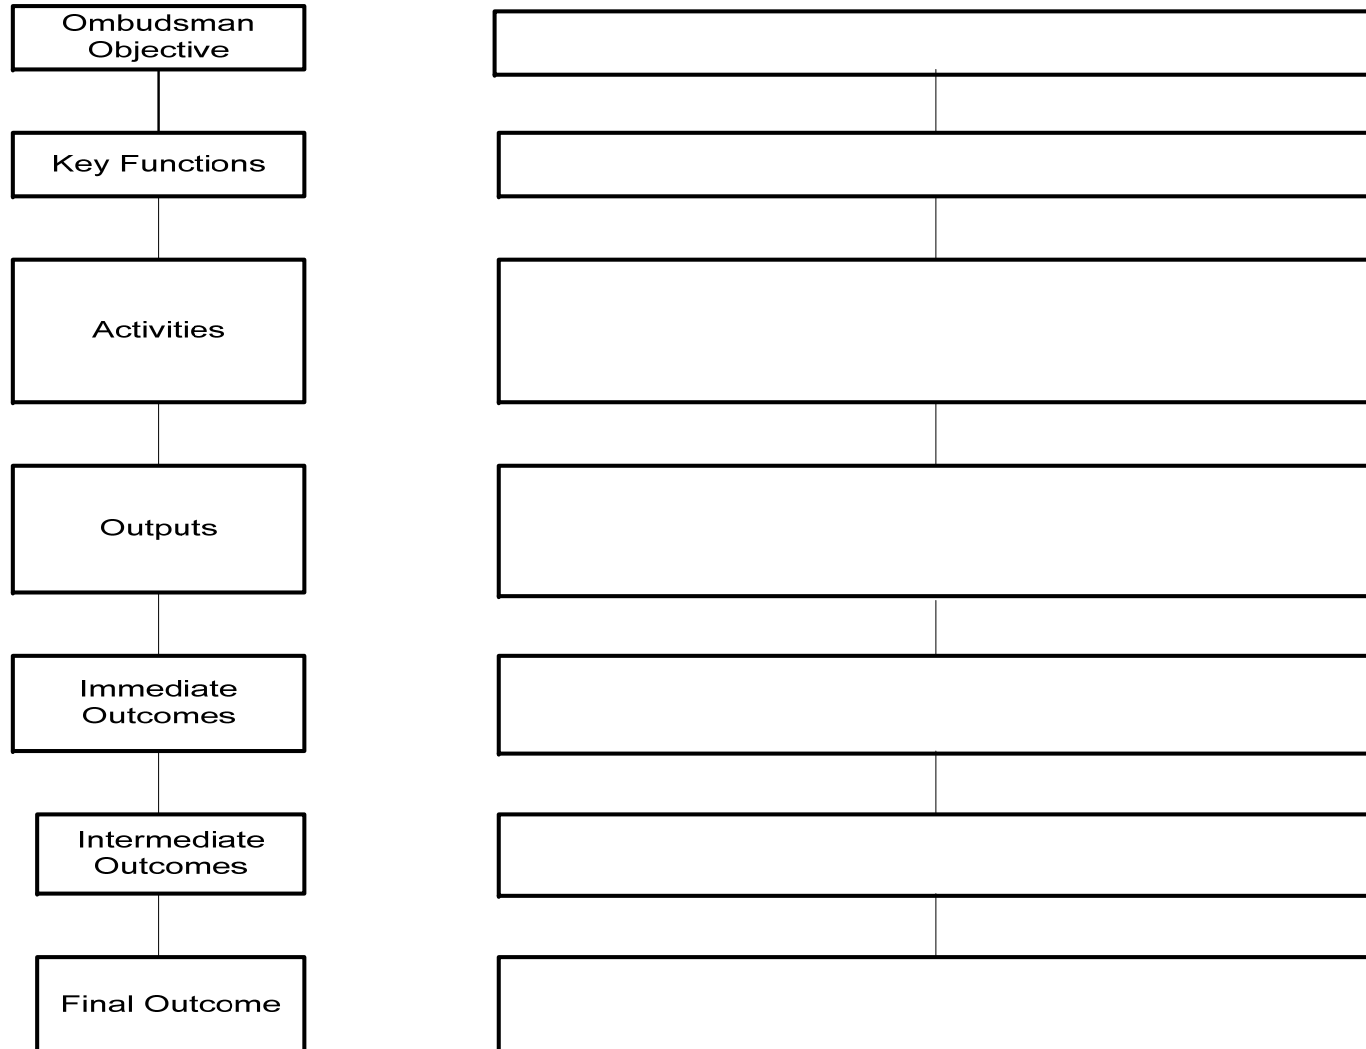 Ombudsman
Objective
Key Functions
Activities
Outputs
Immediate
Outcomes
Intermediate
Outcomes
Final Outcome